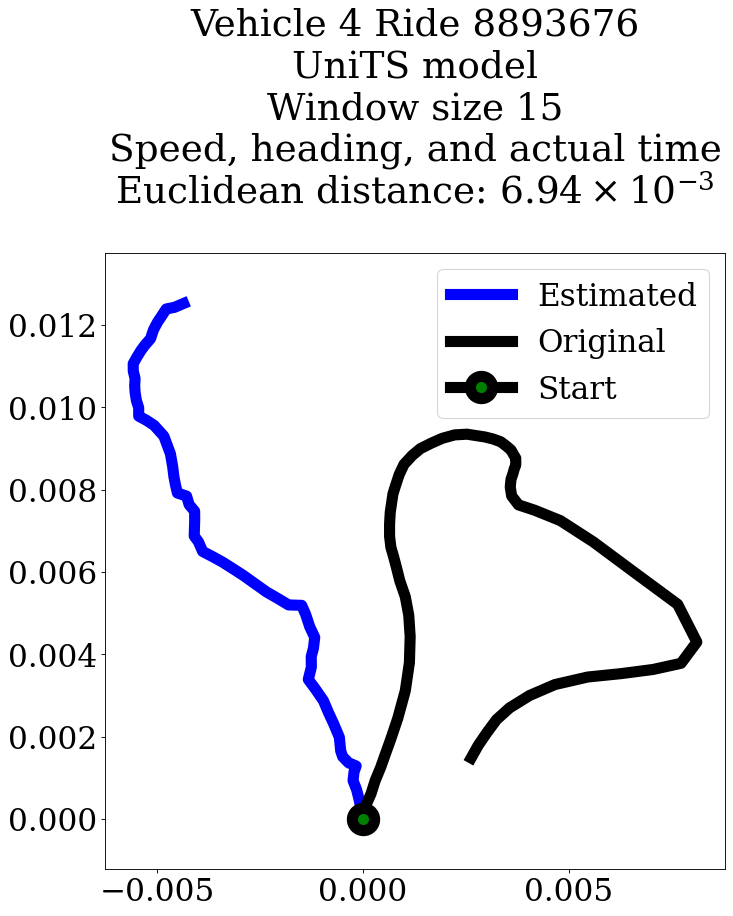 Vehicle 4 Ride 8893676
UniTS model
Window size 15
Speed, heading, and actual time
Euclidean distance: 6.94 × 10⁻³
Estimated
Original
Start
0.012
0.010
0.008
0.006
0.004
0.002
0.000
−0.005 0.000 0.005